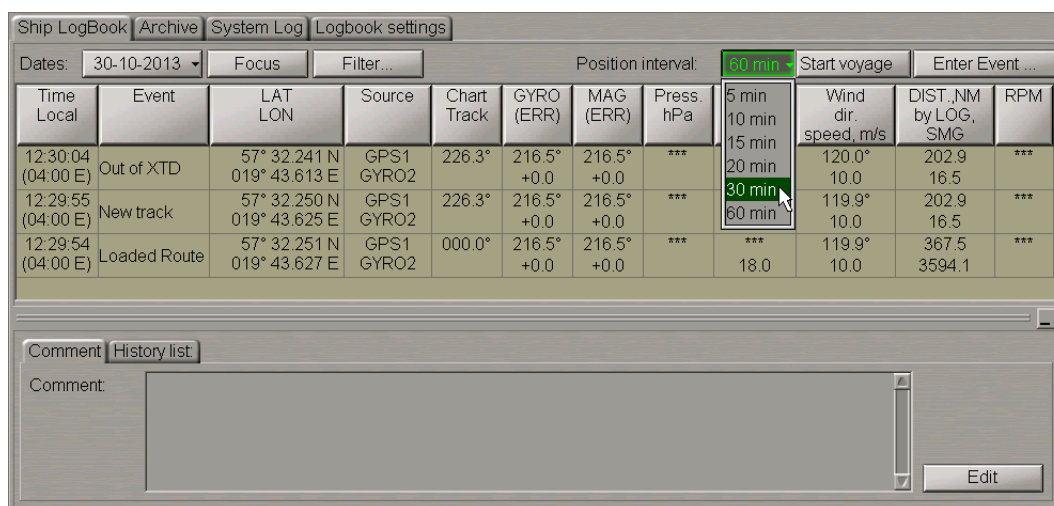 Ship LogBook Archive System Log Logbook settings
Dates: 30-10-2013 Focus Filter... Position interval: 60 min Start voyage Enter Event ...
Time Local Event LAT LON Source Chart Track GYRO (ERR) MAG (ERR) Press. hPa Wind dir. speed, m/s DIST.,NM by LOG, SMG RPM
5 min
10 min
15 min
20 min
30 min
60 min
12:30:04 Out of XTD 57° 32.241 N GPS1 226.3° 216.5° 216.5° *** 120.0° 202.9 ***
(04:00 E) 019° 43.613 E GYRO2 +0.0 +0.0 10.0 16.5
12:29:55 New track 57° 32.250 N GPS1 226.3° 216.5° 216.5° *** 119.9° 202.9 ***
(04:00 E) 019° 43.625 E GYRO2 +0.0 +0.0 10.0 16.5
12:29:54 Loaded Route 57° 32.251 N GPS1 000.0° 216.5° 216.5° *** *** 119.9° 367.5 ***
(04:00 E) 019° 43.627 E GYRO2 +0.0 +0.0 18.0 10.0 3594.1
Comment History list:
Comment:
Edit